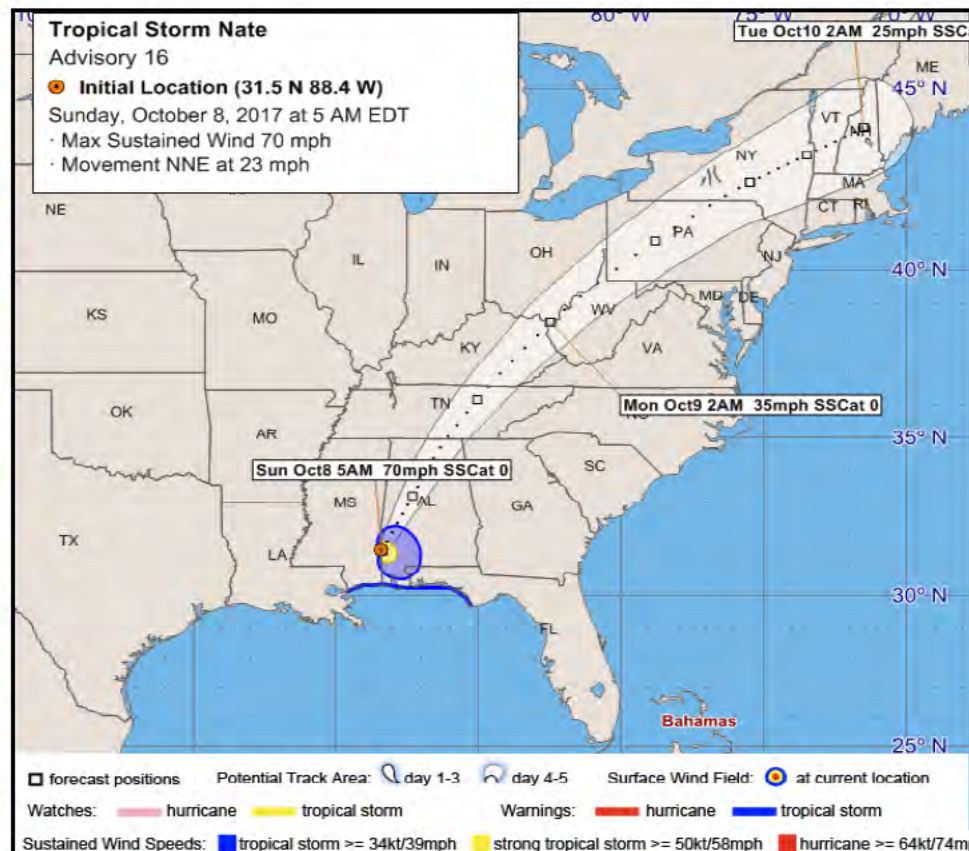 Tropical Storm Nate
Advisory 16
Initial Location (31.5 N 88.4 W)
Sunday, October 8, 2017 at 5 AM EDT
· Max Sustained Wind 70 mph
· Movement NNE at 23 mph
80° W
75° W
Tue Oct10 2AM 25mph SSCa
ME
45° N
VT
NH
NY
MA
CT
RI
NE
IL
IN
OH
PA
NJ
40° N
MD
DE
WV
KS
MO
KY
VA
TN
Mon Oct9 2AM 35mph SSCat 0
OK
AR
35° N
SC
Sun Oct8 5AM 70mph SSCat 0
MS
AL
GA
TX
LA
30° N
FL
Bahamas
25° N
forecast positions Potential Track Area: day 1-3 day 4-5 Surface Wind Field: at current location
Watches: hurricane tropical storm Warnings: hurricane tropical storm
Sustained Wind Speeds: tropical storm >= 34kt/39mph strong tropical storm >= 50kt/58mph hurricane >= 64kt/74m